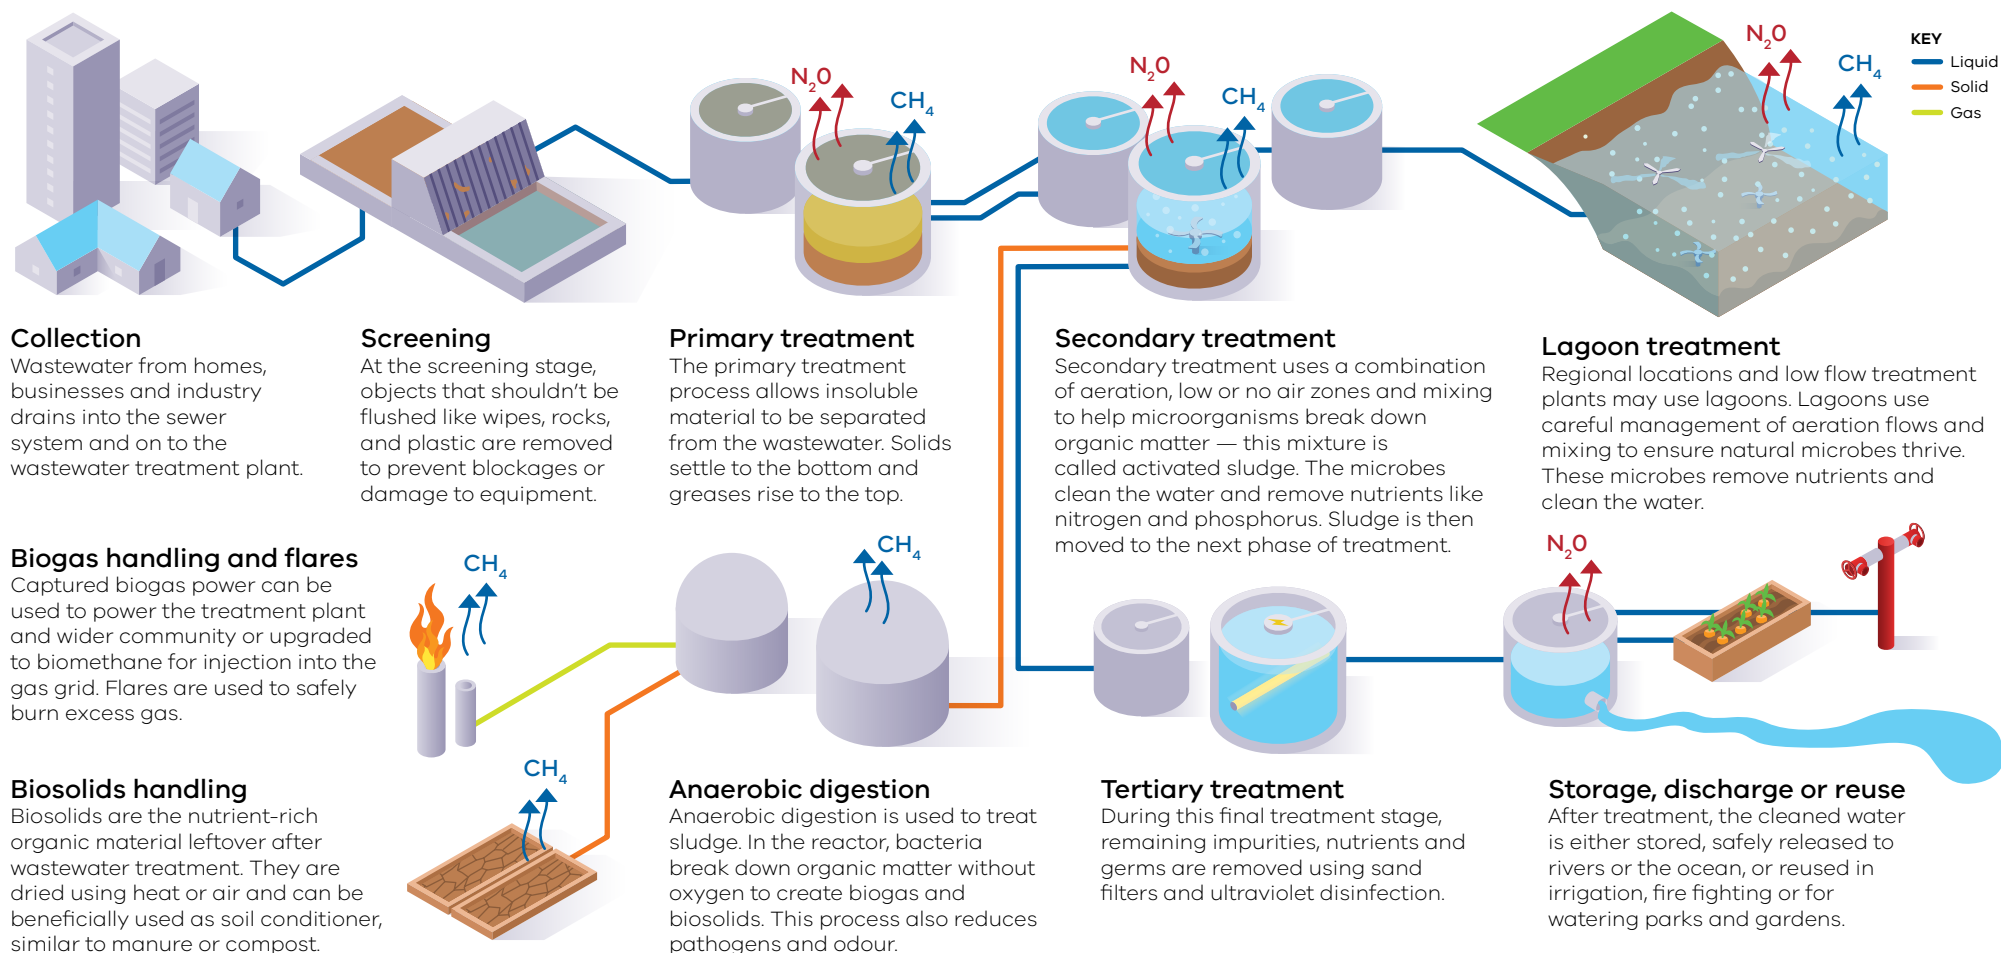 N₂O
CH₄
N₂O
CH₄
N₂O
CH₄
KEY
Liquid
Solid
Gas
Collection
Wastewater from homes,
businesses and industry
drains into the sewer
system and on to the
wastewater treatment plant.
Screening
At the screening stage,
objects that shouldn’t be
flushed like wipes, rocks,
and plastic are removed
to prevent blockages or
damage to equipment.
Primary treatment
The primary treatment
process allows insoluble
material to be separated
from the wastewater. Solids
settle to the bottom and
greases rise to the top.
Secondary treatment
Secondary treatment uses a combination
of aeration, low or no air zones and mixing
to help microorganisms break down
organic matter — this mixture is
called activated sludge. The microbes
clean the water and remove nutrients like
nitrogen and phosphorus. Sludge is then
moved to the next phase of treatment.
Lagoon treatment
Regional locations and low flow treatment
plants may use lagoons. Lagoons use
careful management of aeration flows and
mixing to ensure natural microbes thrive.
These microbes remove nutrients and
clean the water.
Biogas handling and flares
Captured biogas power can be
used to power the treatment plant
and wider community or upgraded
to biomethane for injection into the
gas grid. Flares are used to safely
burn excess gas.
CH₄
CH₄
N₂O
Biosolids handling
Biosolids are the nutrient-rich
organic material leftover after
wastewater treatment. They are
dried using heat or air and can be
beneficially used as soil conditioner,
similar to manure or compost.
CH₄
Anaerobic digestion
Anaerobic digestion is used to treat
sludge. In the reactor, bacteria
break down organic matter without
oxygen to create biogas and
biosolids. This process also reduces
pathogens and odour.
Tertiary treatment
During this final treatment stage,
remaining impurities, nutrients and
germs are removed using sand
filters and ultraviolet disinfection.
Storage, discharge or reuse
After treatment, the cleaned water
is either stored, safely released to
rivers or the ocean, or reused in
irrigation, fire fighting or for
watering parks and gardens.